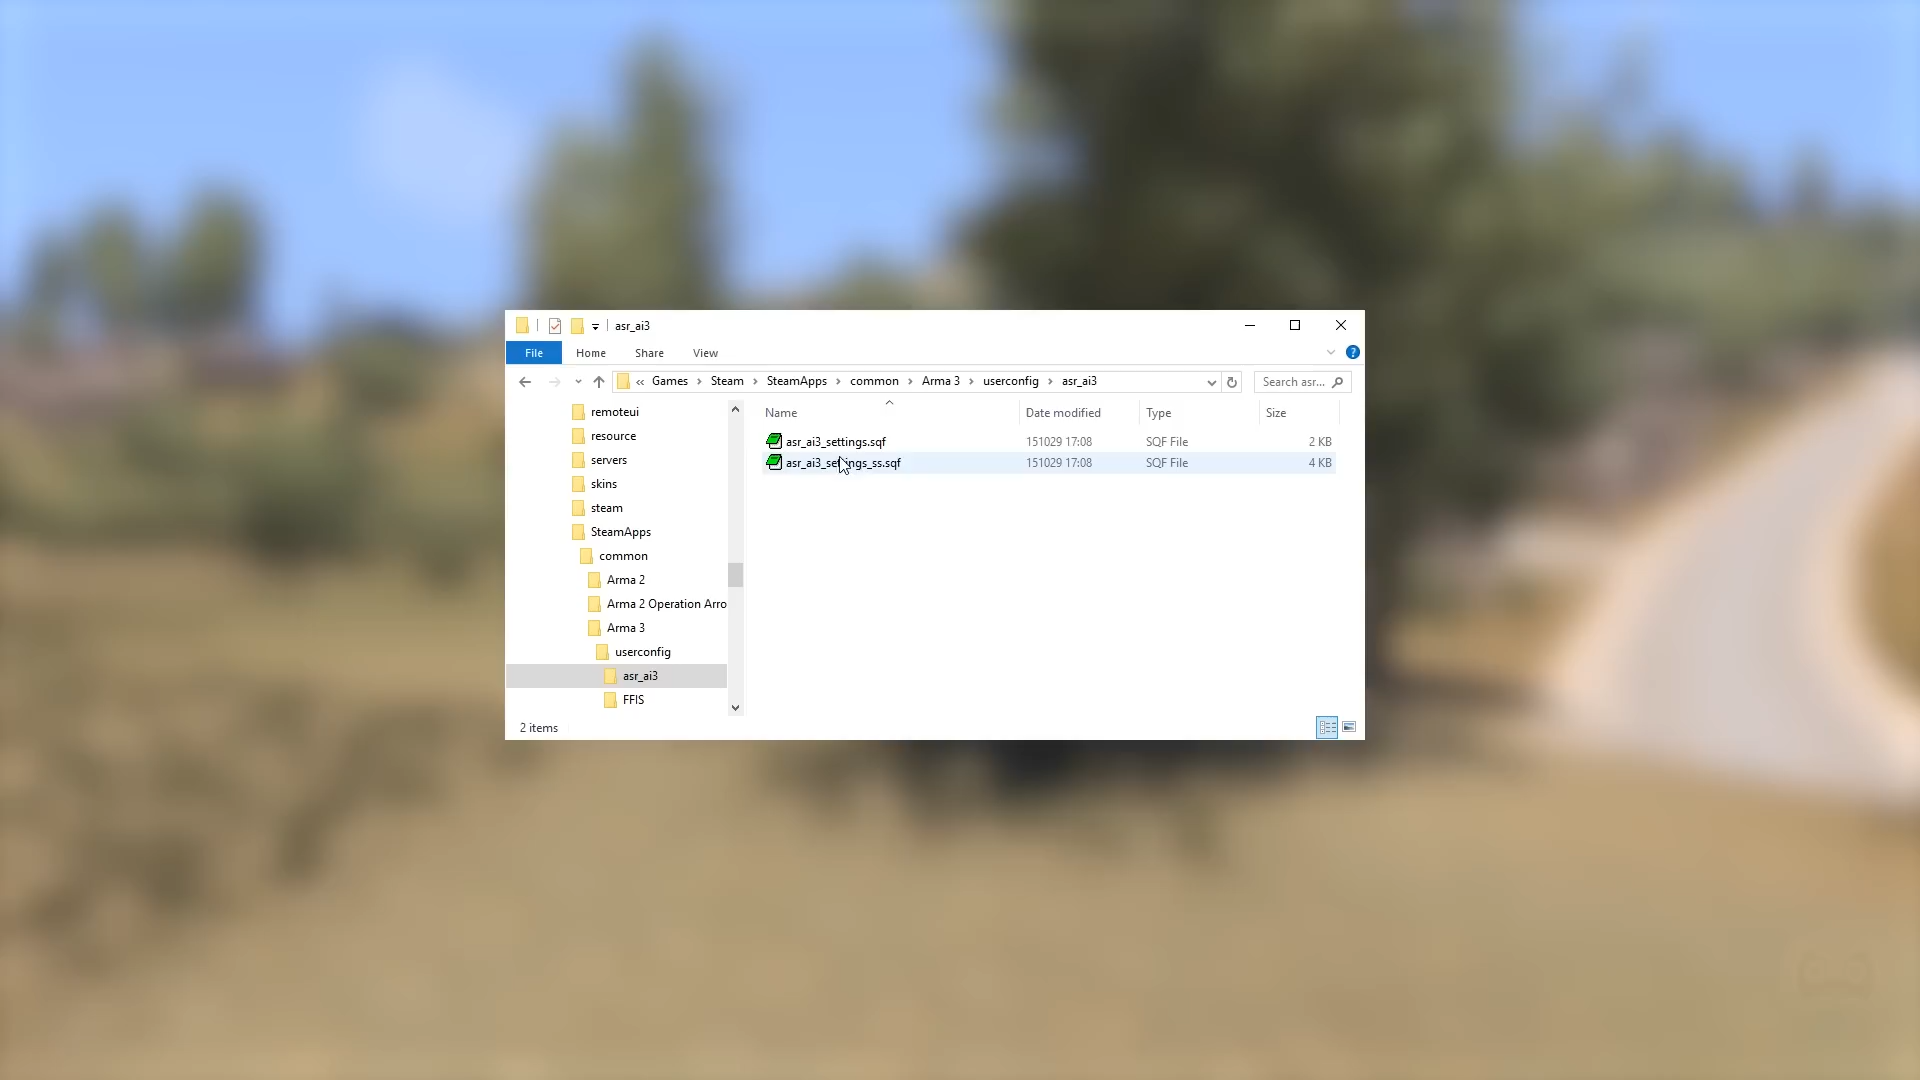 asr_ai3
File Home Share View
« Games › Steam › SteamApps › common › Arma 3 › userconfig › asr_ai3
Search asr...
remoteui
resource
servers
skins
steam
SteamApps
common
Arma 2
Arma 2 Operation Arro
Arma 3
userconfig
asr_ai3
FFIS
Name Date modified Type Size
asr_ai3_settings.sqf 151029 17:08 SQF File 2 KB
asr_ai3_settings_ss.sqf 151029 17:08 SQF File 4 KB
2 items